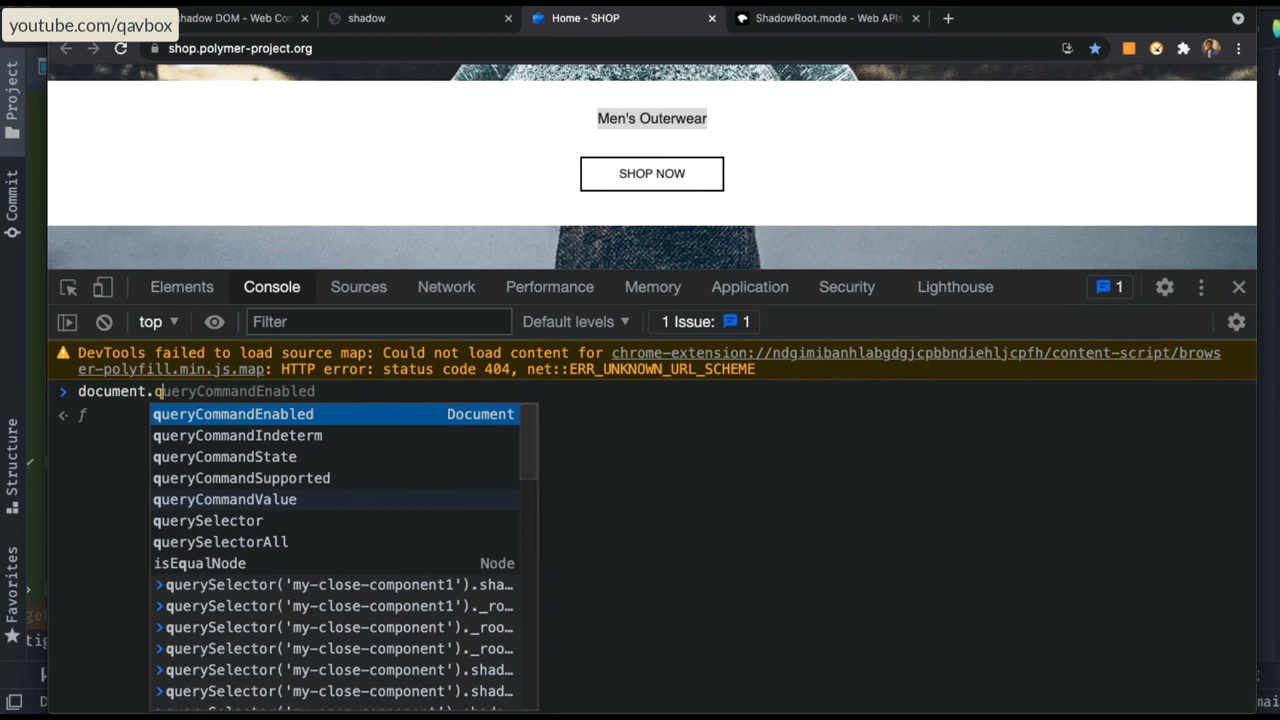 youtube.com/qavbox
shadow DOM - Web Con
shadow
Home - SHOP
ShadowRoot.mode - Web APIs
shop.polymer-project.org
Project
Commit
Structure
Favorites
Men's Outerwear
SHOP NOW
Elements
Console
Sources
Network
Performance
Memory
Application
Security
Lighthouse
1
top
Filter
Default levels
1 Issue: 1
DevTools failed to load source map: Could not load content for chrome-extension://ndgimibanhlabgdgjcpbbndiehljcpfh/content-script/brows
er-polyfill.min.js.map: HTTP error: status code 404, net::ERR_UNKNOWN_URL_SCHEME
> document.queryCommandEnabled
f
queryCommandEnabled Document
queryCommandIndeterm
queryCommandState
queryCommandSupported
queryCommandValue
querySelector
querySelectorAll
isEqualNode Node
>querySelector('my-close-component1').sha…
>querySelector('my-close-component1')._ro…
>querySelector('my-close-component')._roo…
>querySelector('my-close-component')._roo…
>querySelector('my-close-component').shad…
>querySelector('my-close-component').shad…